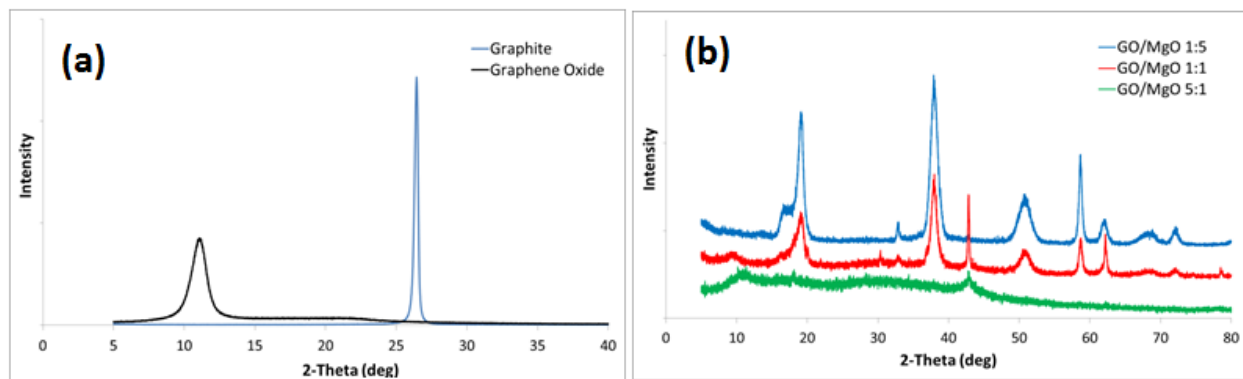 (a)
Graphite
Graphene Oxide
Intensity
0 5 10 15 20 25 30 35 40
2-Theta (deg)
(b)
GO/MgO 1:5
GO/MgO 1:1
GO/MgO 5:1
Intensity
0 10 20 30 40 50 60 70 80
2-Theta (deg)